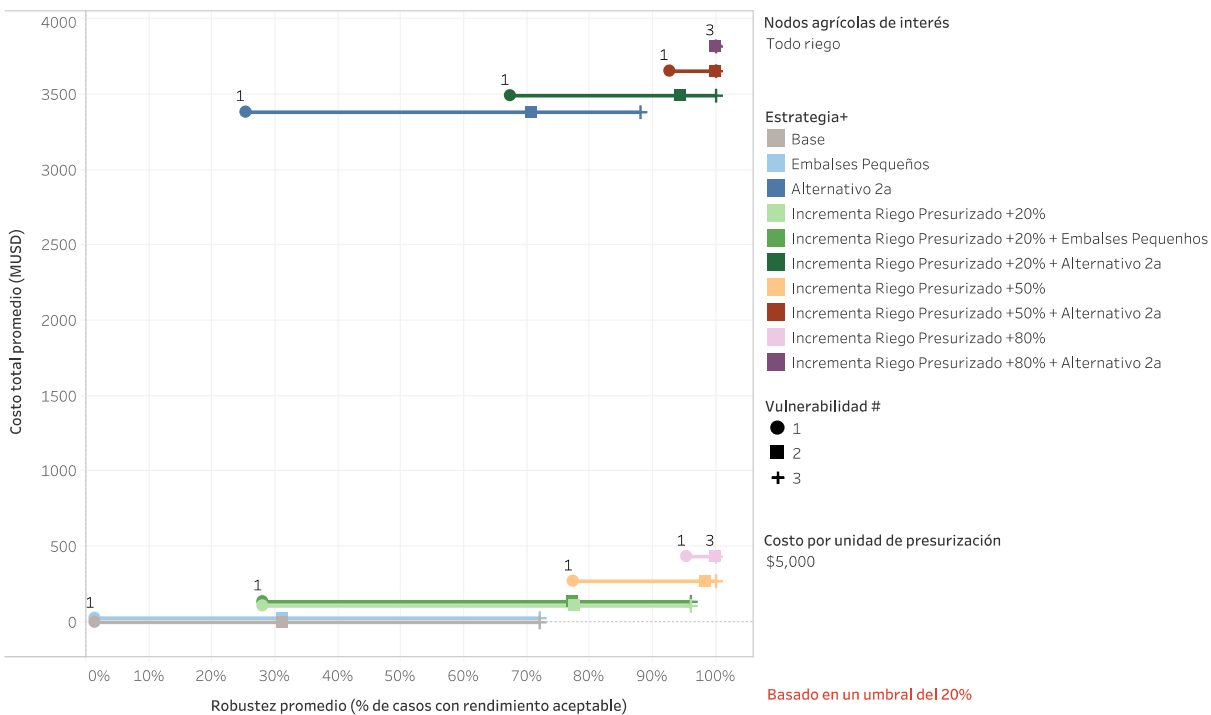 4000
3500
3000
2500
2000
1500
1000
500
0
Costo total promedio (MUSD)
3
1
1
1
1
3
1
1
1
0%
10%
20%
30%
40%
50%
60%
70%
80%
90%
100%
Robustez promedio (% de casos con rendimiento aceptable)
Nodos agrícolas de interés
Todo riego
Estrategia+
Base
Embalses Pequeños
Alternativo 2a
Incrementa Riego Presurizado +20%
Incrementa Riego Presurizado +20% + Embalses Pequenhos
Incrementa Riego Presurizado +20% + Alternativo 2a
Incrementa Riego Presurizado +50%
Incrementa Riego Presurizado +50% + Alternativo 2a
Incrementa Riego Presurizado +80%
Incrementa Riego Presurizado +80% + Alternativo 2a
Vulnerabilidad #
1
2
3
Costo por unidad de presurización
$5,000
Basado en un umbral del 20%